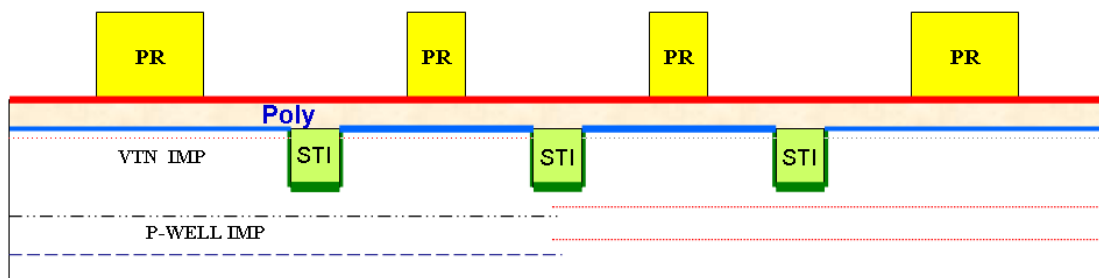 PR PR PR PR
Poly
STI STI STI
VTN IMP
P-WELL IMP